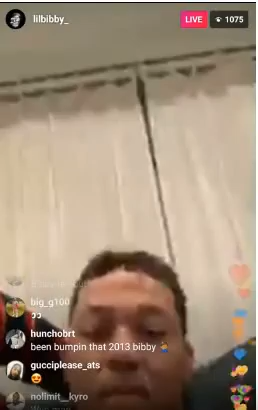 lilbibby_
LIVE
1075
big_g100
hunchobrt
been bumpin that 2013 bibby
gucciplease_ats
nolimit__kyro